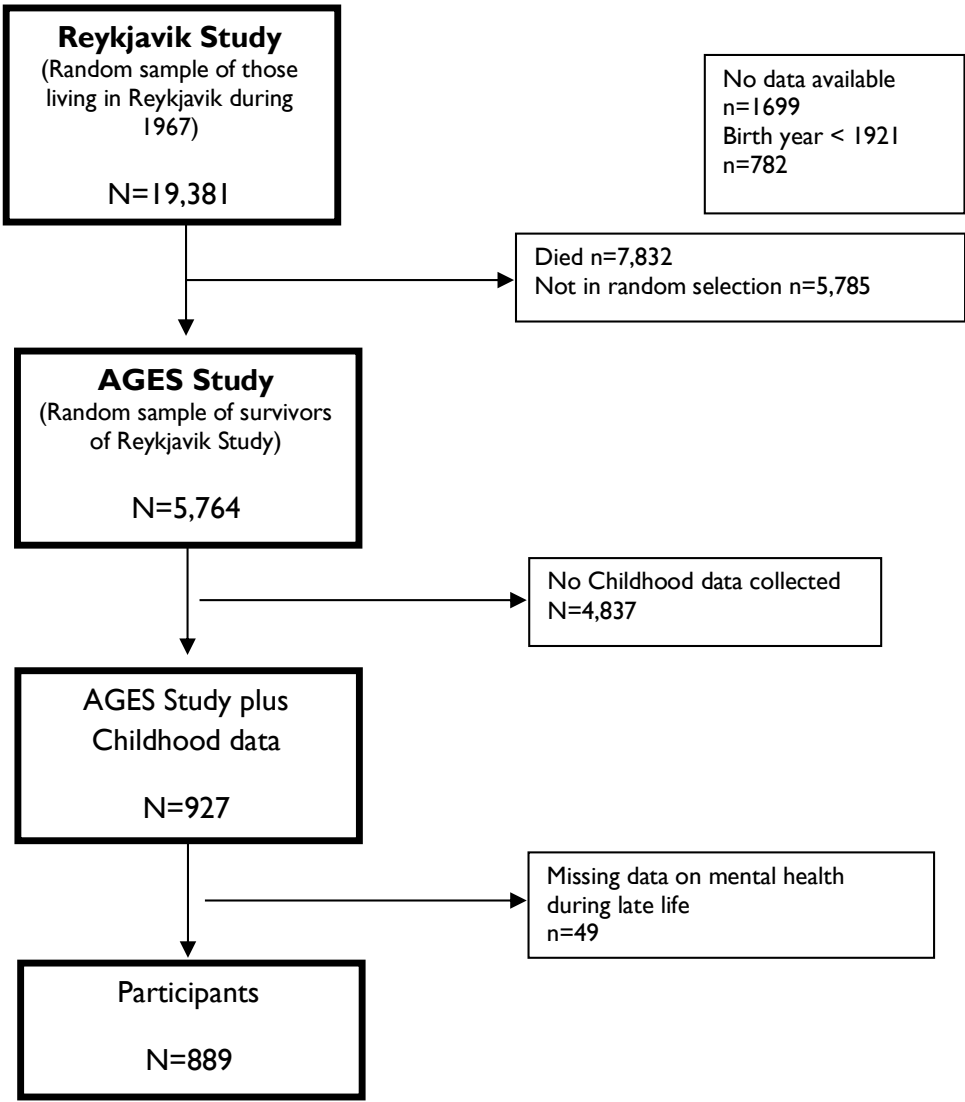 Reykjavik Study
(Random sample of those
living in Reykjavik during
1967)
N=19,381
No data available
n=1699
Birth year < 1921
n=782
Died n=7,832
Not in random selection n=5,785
AGES Study
(Random sample of survivors
of Reykjavik Study)
N=5,764
No Childhood data collected
N=4,837
AGES Study plus
Childhood data
N=927
Missing data on mental health
during late life
n=49
Participants
N=889